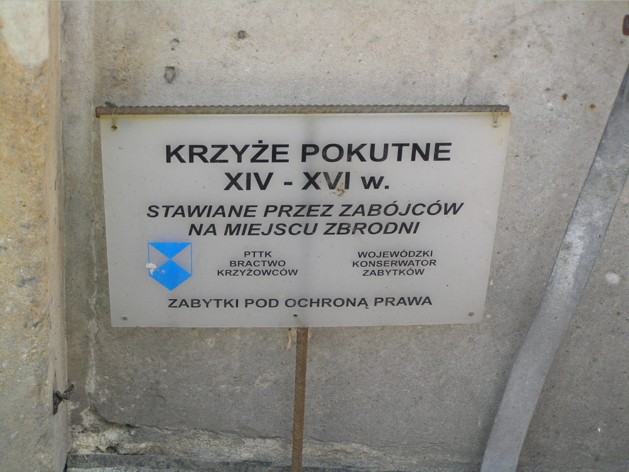 KRZYŻE POKUTNE
XIV - XVI w.
STAWIANE PRZEZ ZABÓJCÓW
NA MIEJSCU ZBRODNI
PTTK
BRACTWO
KRZYŻOWCÓW
WOJEWÓDZKI
KONSERWATOR
ZABYTKÓW
ZABYTKI POD OCHRONĄ PRAWA